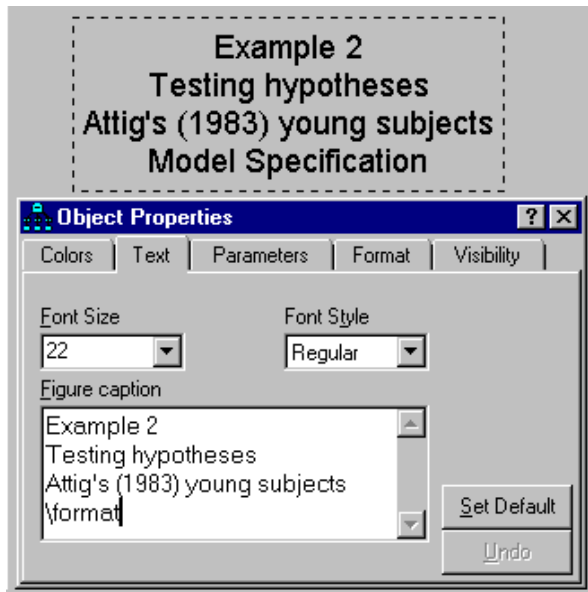 Example 2
Testing hypotheses
Attig's (1983) young subjects
Model Specification
Object Properties ? ×
Colors Text Parameters Format Visibility
Font Size Font Style
22 Regular
Figure caption
Example 2
Testing hypotheses
Attig's (1983) young subjects
\format
Set Default
Undo